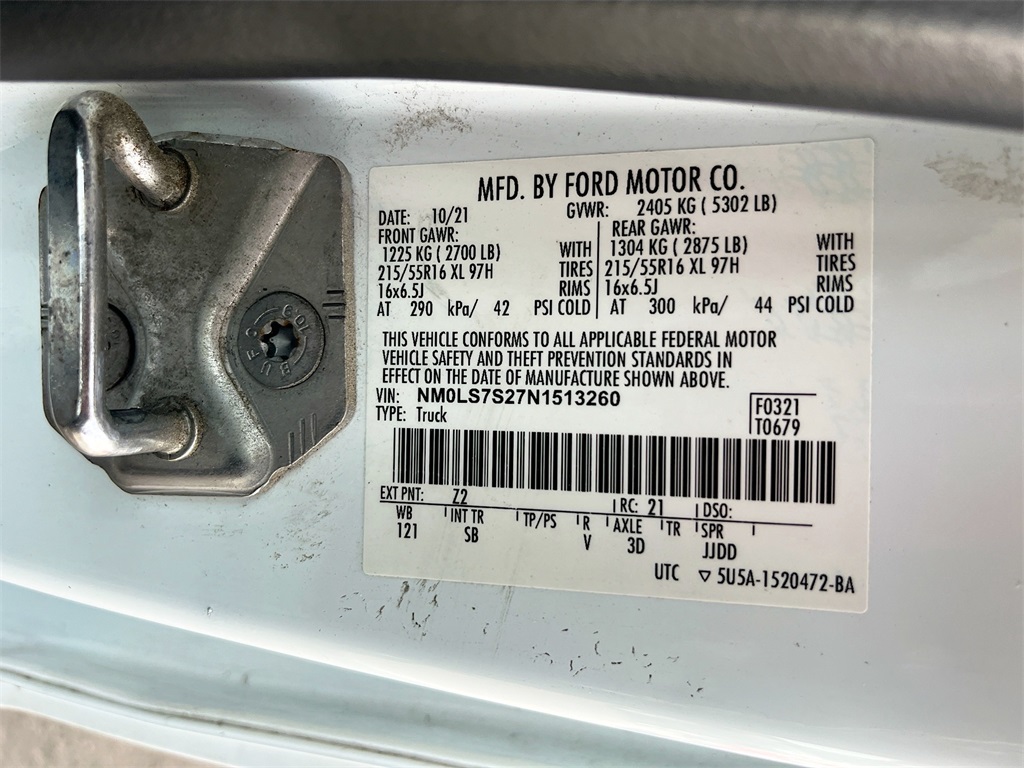 MFD. BY FORD MOTOR CO.
DATE: 10/21 GVWR: 2405 KG ( 5302 LB)
FRONT GAWR: REAR GAWR:
1225 KG ( 2700 LB) WITH 1304 KG ( 2875 LB) WITH
215/55R16 XL 97H TIRES 215/55R16 XL 97H TIRES
16x6.5J RIMS 16x6.5J RIMS
AT 290 kPa/ 42 PSI COLD AT 300 kPa/ 44 PSI COLD
THIS VEHICLE CONFORMS TO ALL APPLICABLE FEDERAL MOTOR
VEHICLE SAFETY AND THEFT PREVENTION STANDARDS IN
EFFECT ON THE DATE OF MANUFACTURE SHOWN ABOVE.
VIN: NM0LS7S27N1513260
TYPE: Truck
F0321
T0679
EXT PNT: Z2 RC: 21 DSO:
WB INT TR TP/PS R AXLE TR SPR
121 SB V 3D JJDD
UTC ▽ 5U5A-1520472-BA